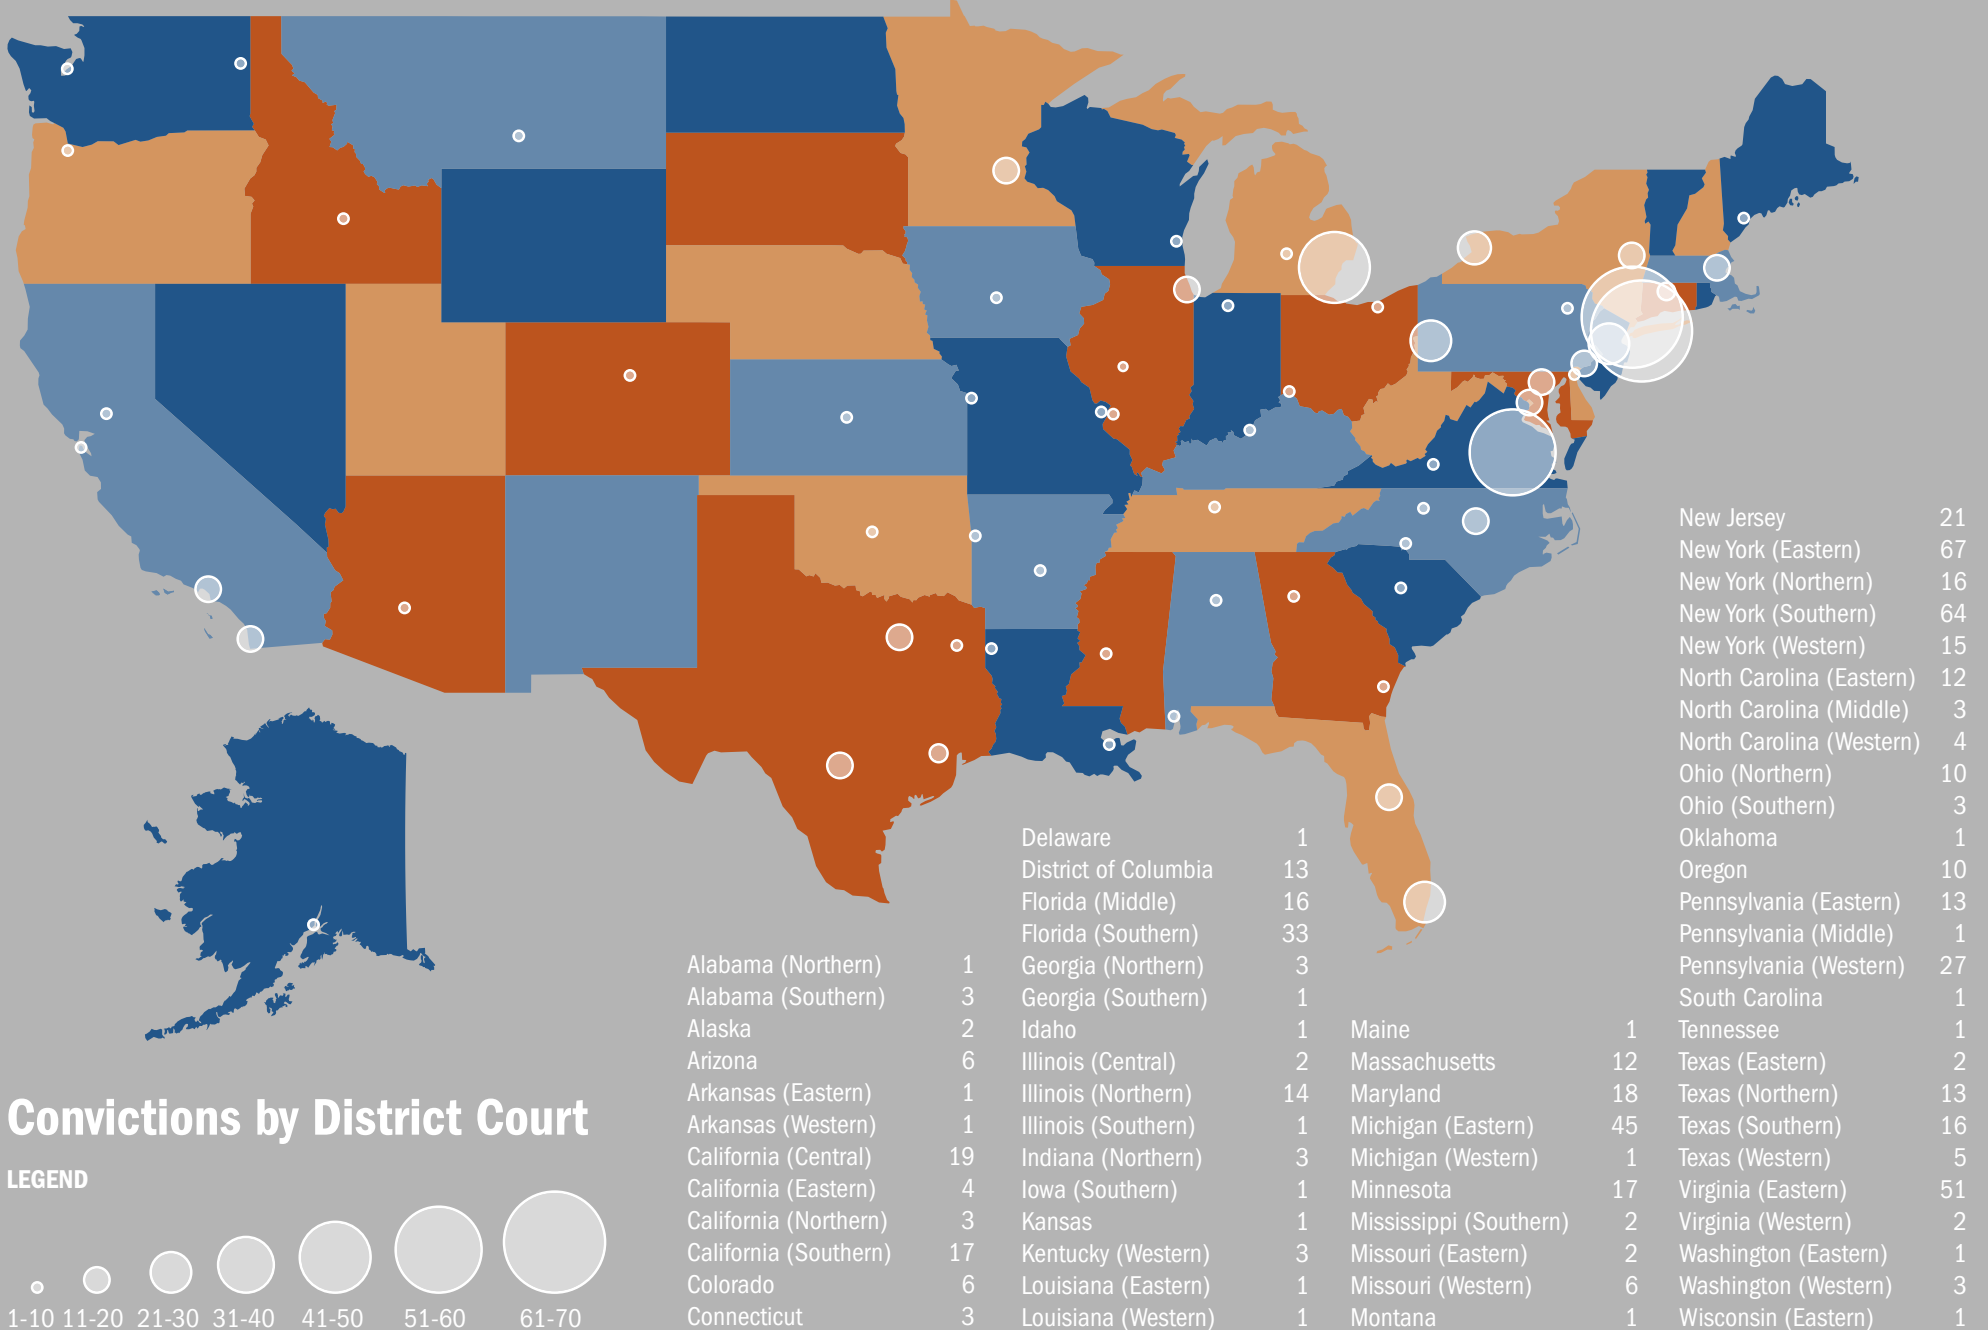 Convictions by District Court
LEGEND
1-10 11-20 21-30 31-40 41-50 51-60 61-70
Alabama (Northern) 1
Alabama (Southern) 3
Alaska 2
Arizona 6
Arkansas (Eastern) 1
Arkansas (Western) 1
California (Central) 19
California (Eastern) 4
California (Northern) 3
California (Southern) 17
Colorado 6
Connecticut 3
Delaware 1
District of Columbia 13
Florida (Middle) 16
Florida (Southern) 33
Georgia (Northern) 3
Georgia (Southern) 1
Idaho 1
Illinois (Central) 2
Illinois (Northern) 14
Illinois (Southern) 1
Indiana (Northern) 3
Iowa (Southern) 1
Kansas 1
Kentucky (Western) 3
Louisiana (Eastern) 1
Louisiana (Western) 1
Maine 1
Massachusetts 12
Maryland 18
Michigan (Eastern) 45
Michigan (Western) 1
Minnesota 17
Mississippi (Southern) 2
Missouri (Eastern) 2
Missouri (Western) 6
Montana 1
New Jersey 21
New York (Eastern) 67
New York (Northern) 16
New York (Southern) 64
New York (Western) 15
North Carolina (Eastern) 12
North Carolina (Middle) 3
North Carolina (Western) 4
Ohio (Northern) 10
Ohio (Southern) 3
Oklahoma 1
Oregon 10
Pennsylvania (Eastern) 13
Pennsylvania (Middle) 1
Pennsylvania (Western) 27
South Carolina 1
Tennessee 1
Texas (Eastern) 2
Texas (Northern) 13
Texas (Southern) 16
Texas (Western) 5
Virginia (Eastern) 51
Virginia (Western) 2
Washington (Eastern) 1
Washington (Western) 3
Wisconsin (Eastern) 1